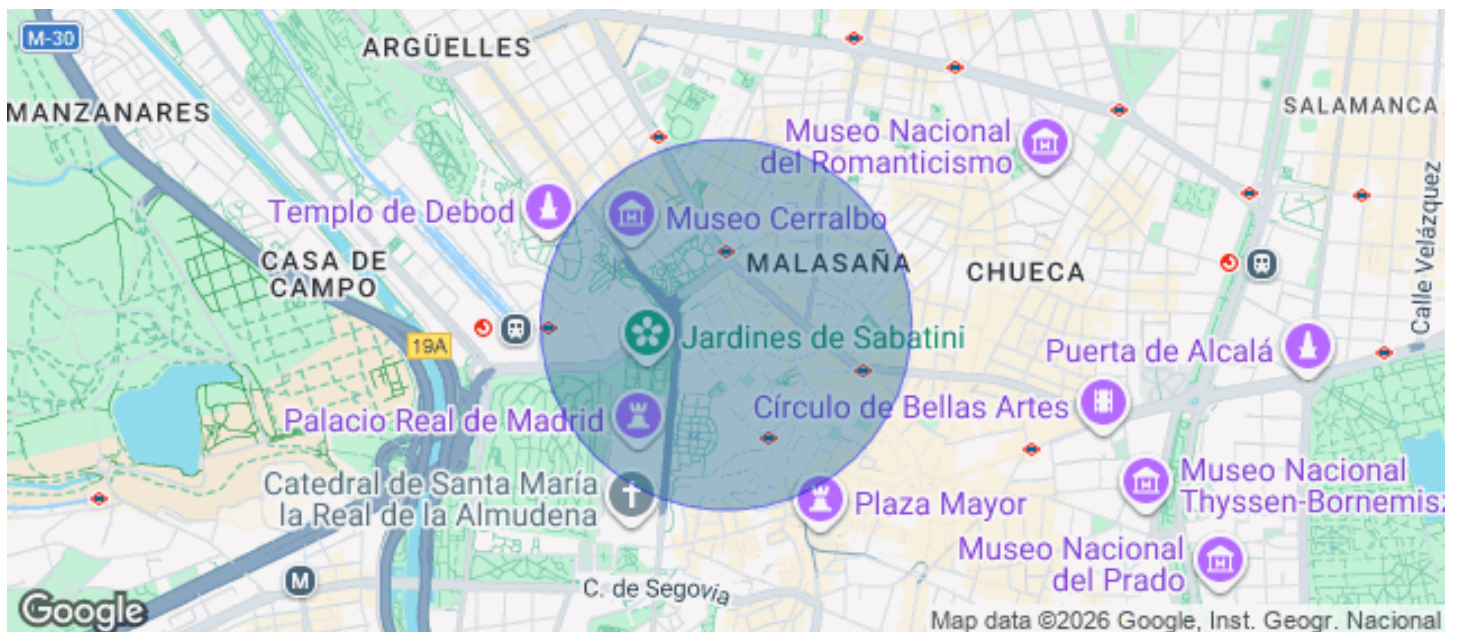 M-30
ARGÜELLES
MANZANARES
SALAMANCA
Museo Nacional
del Romanticismo
Templo de Debod
Museo Cerralbo
Calle Velázquez
CASA DE
CAMPO
MALASAÑA
CHUECA
19A
Jardines de Sabatini
Puerta de Alcalá
Palacio Real de Madrid
Círculo de Bellas Artes
Catedral de Santa María
la Real de la Almudena
Plaza Mayor
Museo Nacional
Thyssen-Bornemisz
Museo Nacional
del Prado
M
C. de Segovia
Google
Map data ©2026 Google, Inst. Geogr. Nacional